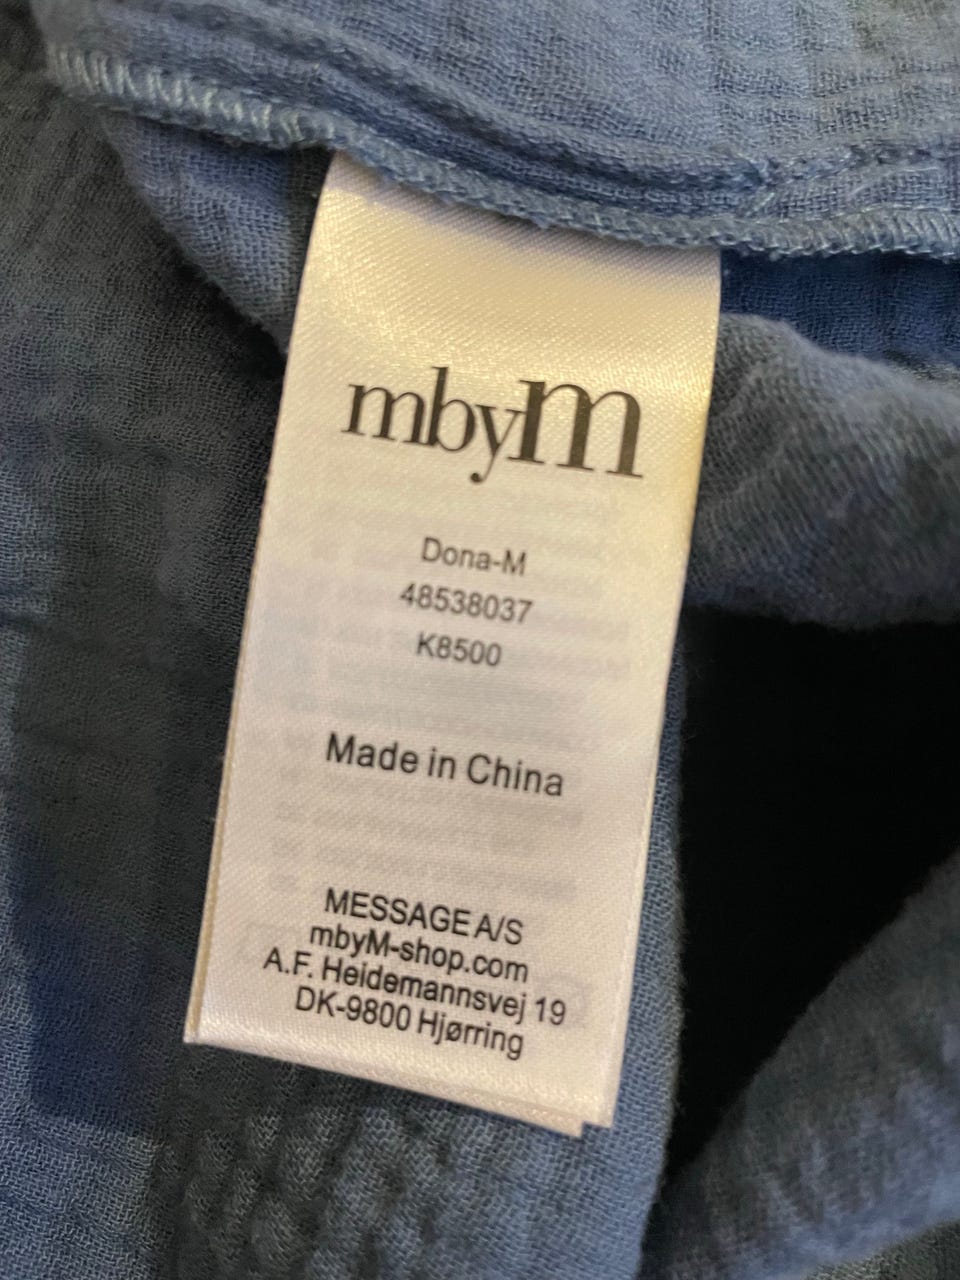 mbyM
Dona-M
48538037
K8500
Made in China
MESSAGE A/S
mbyM-shop.com
A.F. Heidemannsvej 19
DK-9800 Hjørring